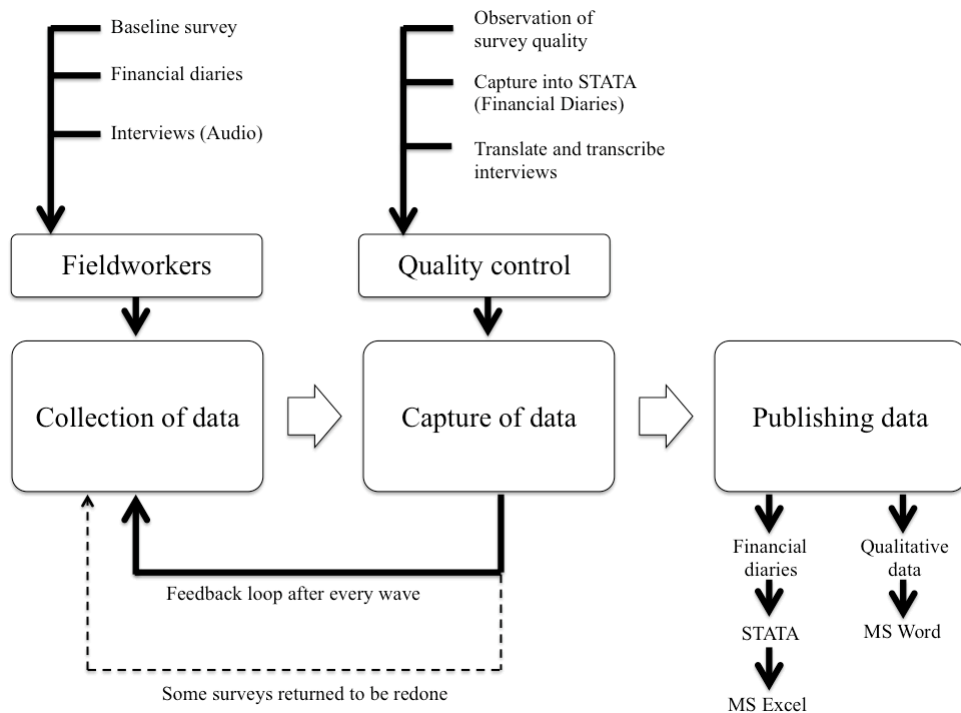 Baseline survey
Financial diaries
Interviews (Audio)
Observation of
survey quality
Capture into STATA
(Financial Diaries)
Translate and transcribe
interviews
Fieldworkers
Quality control
Collection of data
Capture of data
Publishing data
Feedback loop after every wave
Some surveys returned to be redone
Financial
diaries
STATA
MS Excel
Qualitative
data
MS Word